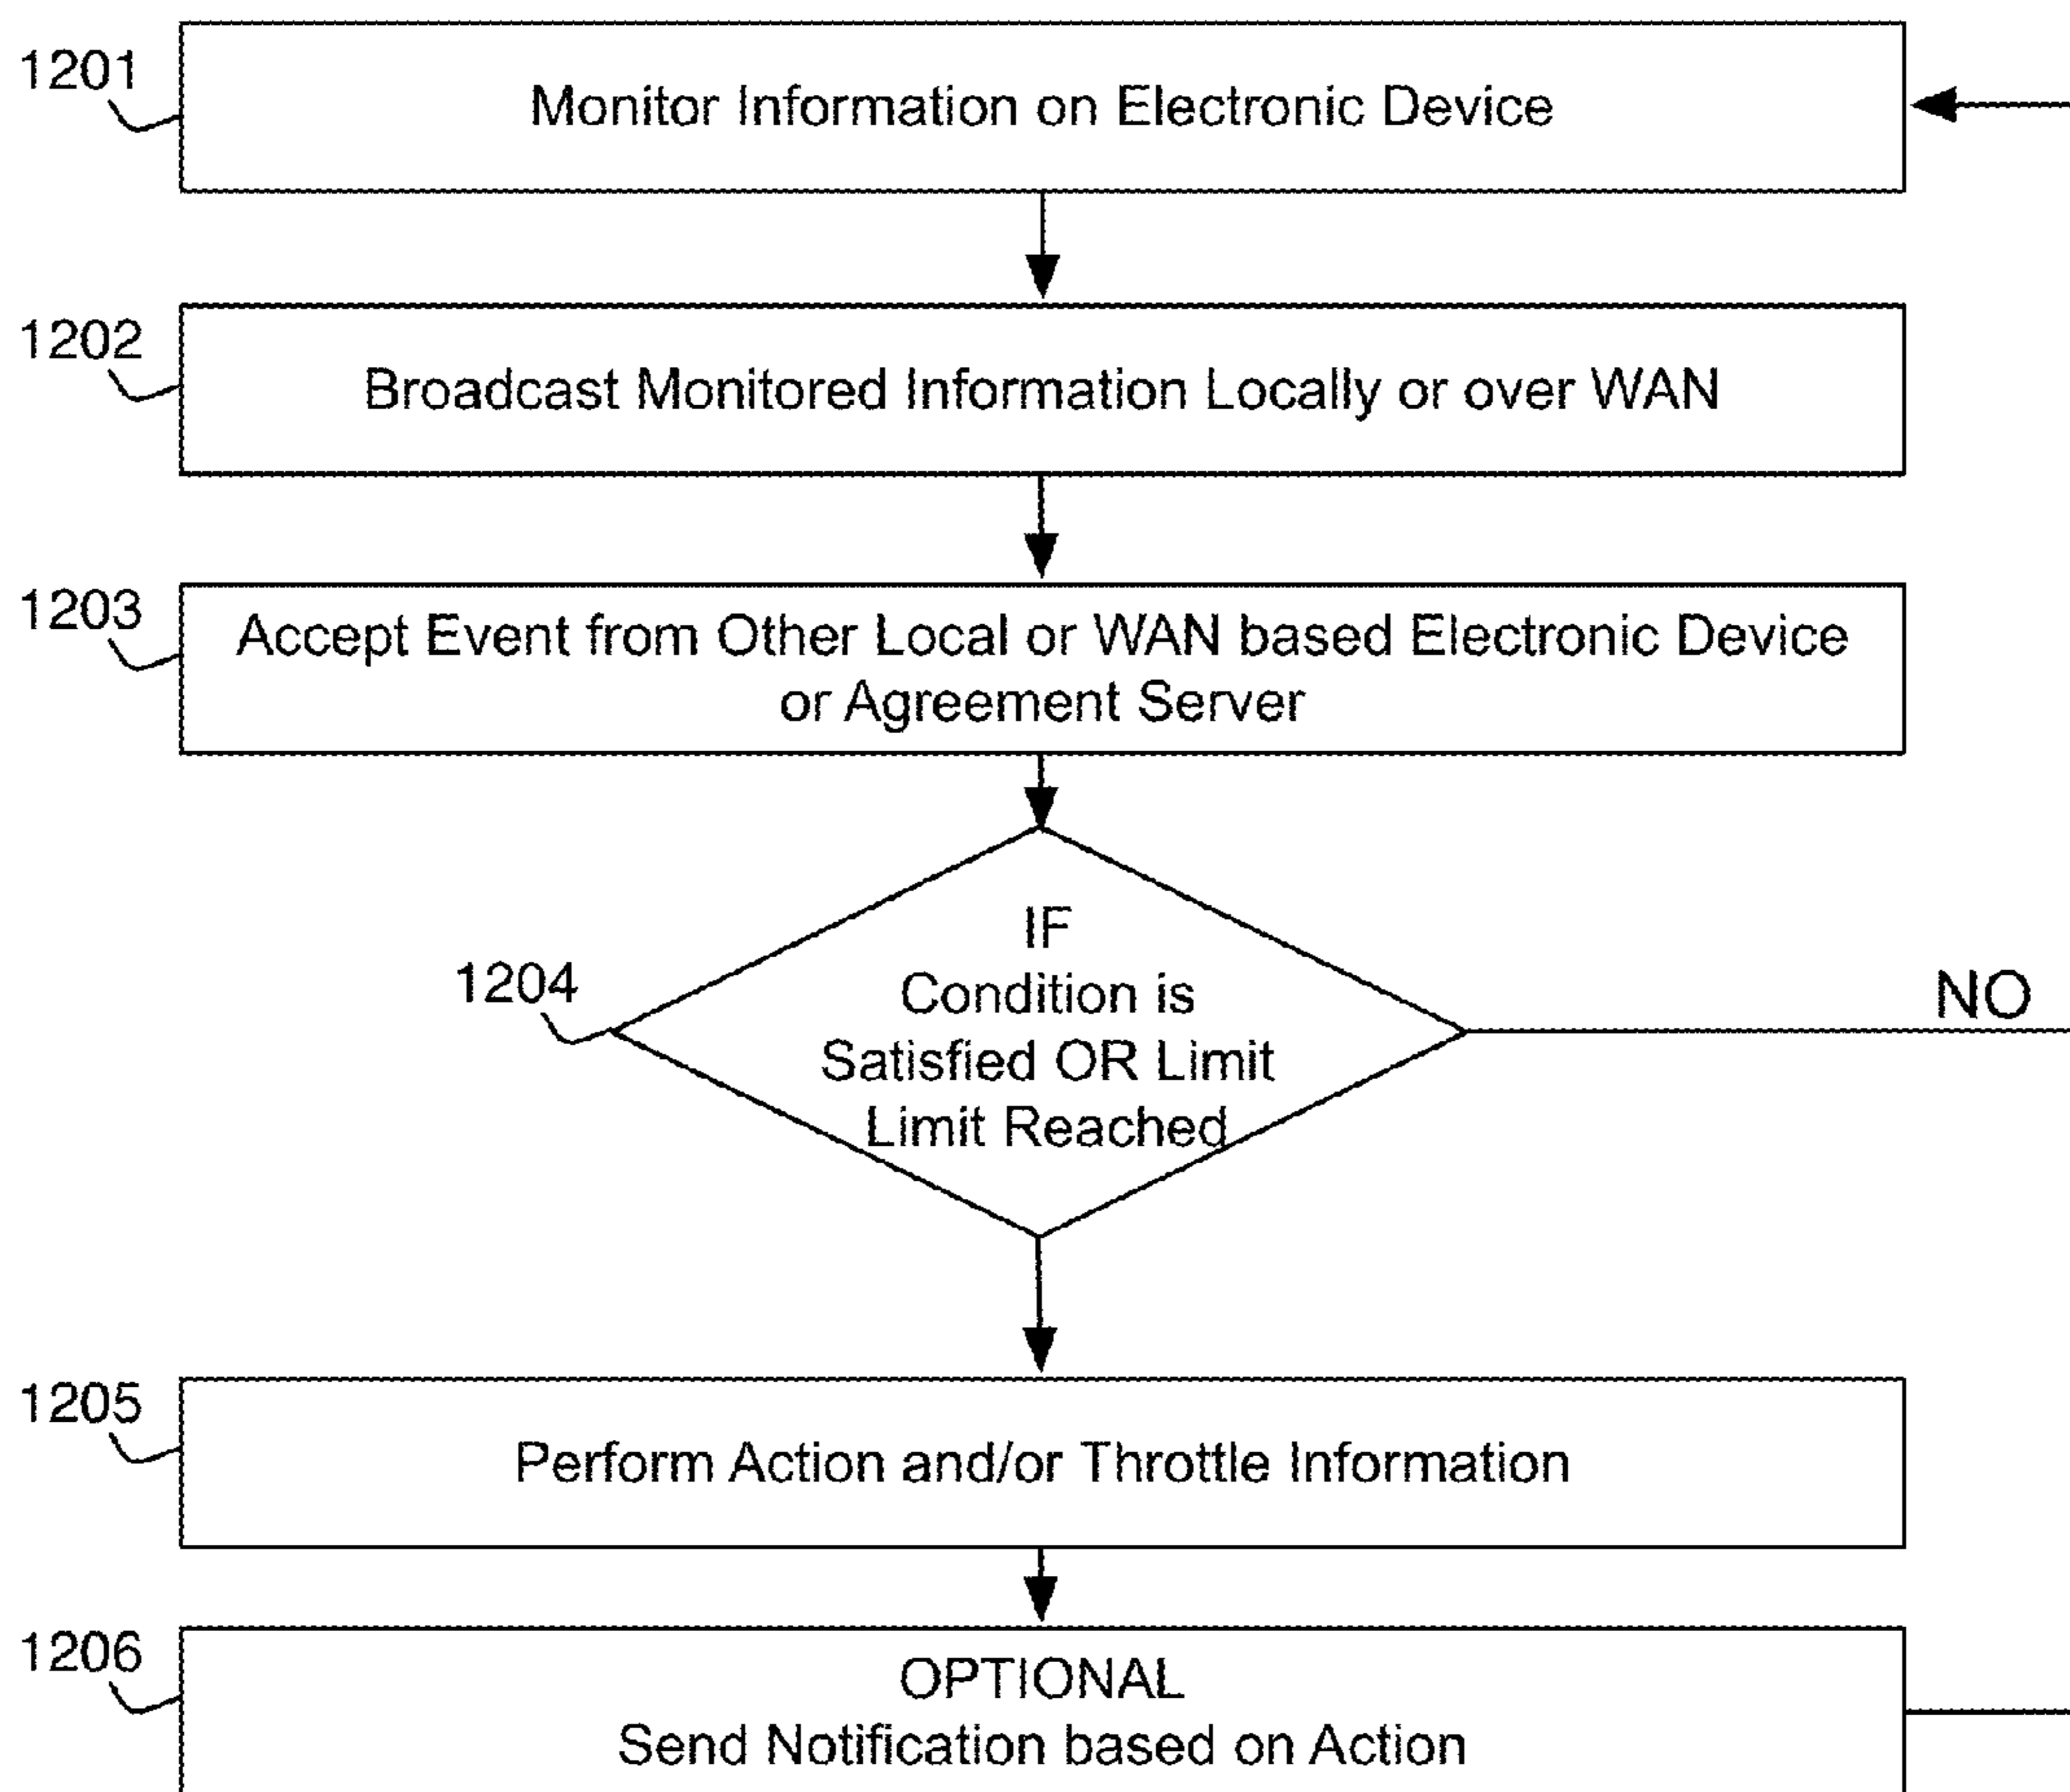 1201
Monitor Information on Electronic Device
1202
Broadcast Monitored Information Locally or over WAN
1203
Accept Event from Other Local or WAN based Electronic Device
or Agreement Server
1204
IF
Condition is
Satisfied OR Limit
Limit Reached
NO
1205
Perform Action and/or Throttle Information
1206
OPTIONAL
Send Notification based on Action